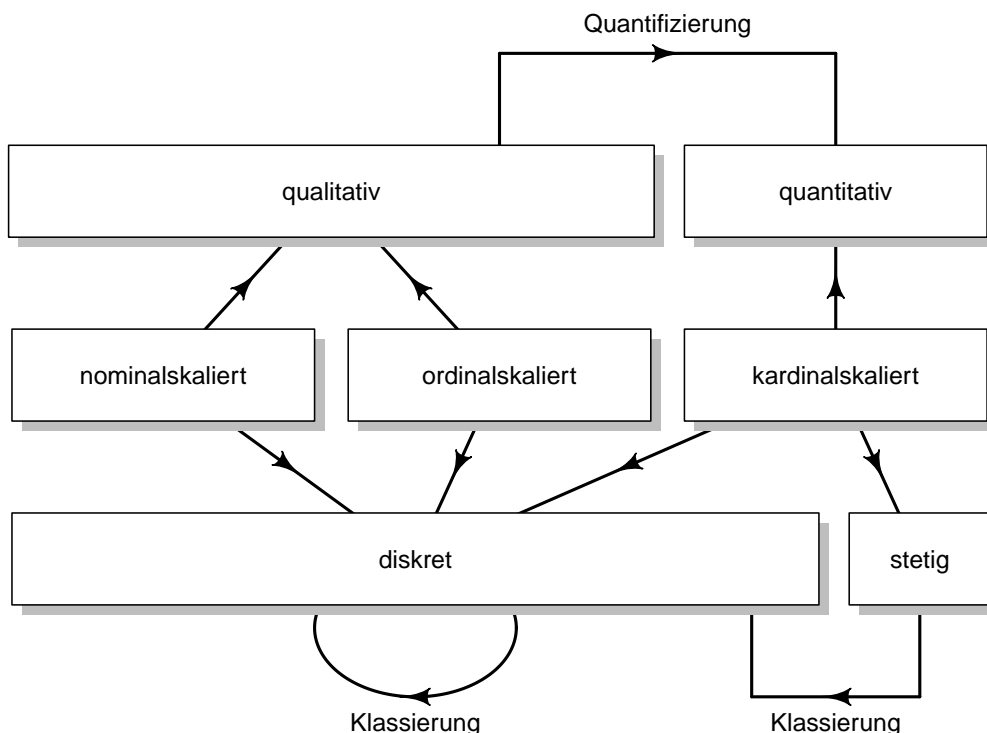 Quantifizierung
qualitativ
quantitativ
nominalskaliert
ordinalskaliert
kardinalskaliert
diskret
stetig
Klassierung
Klassierung